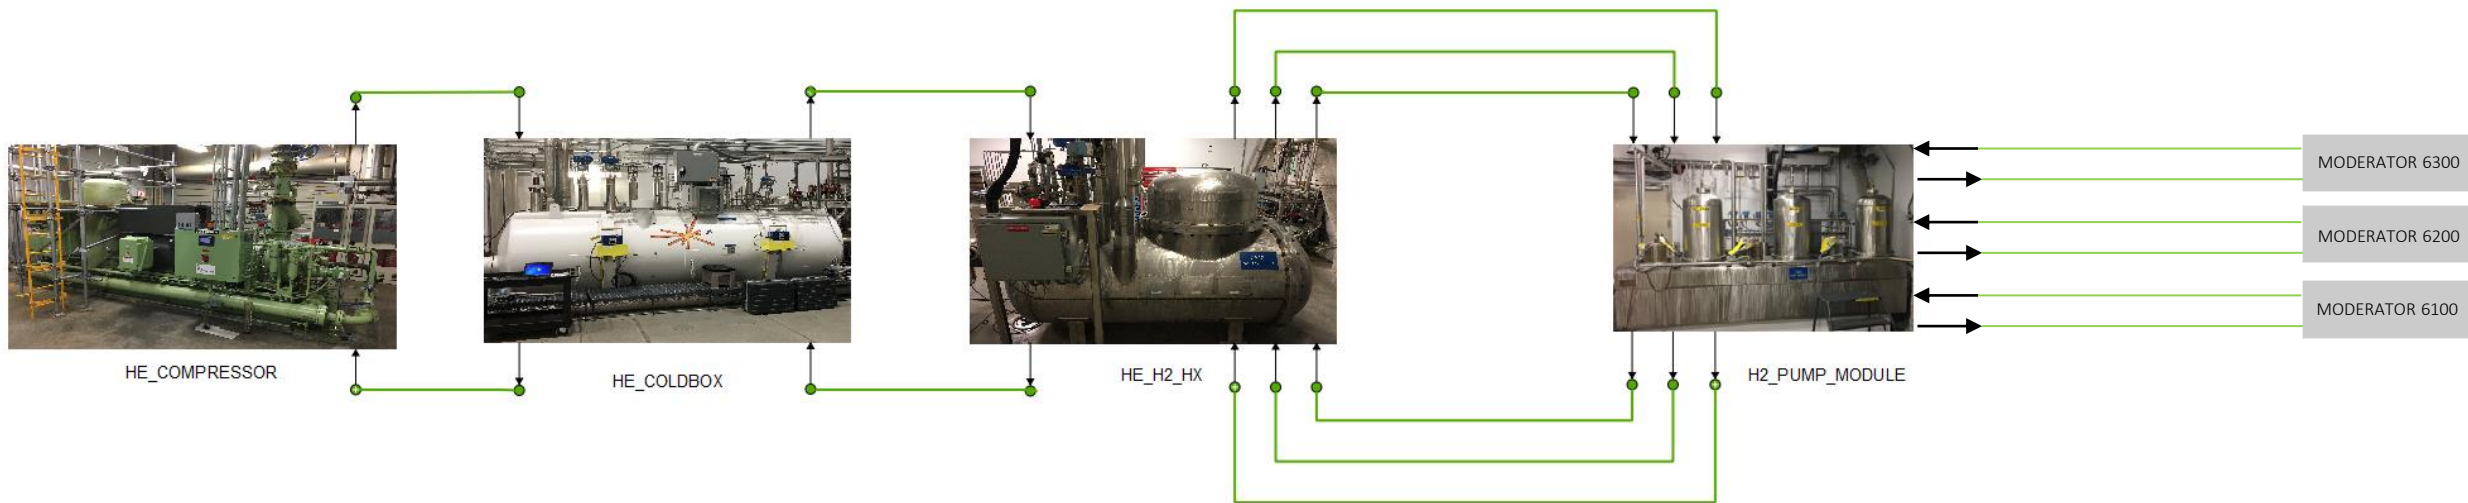 MODERATOR 6300
MODERATOR 6200
MODERATOR 6100
HE_COMPRESSOR
HE_COLDBOX
HE_H2_HX
H2_PUMP_MODULE